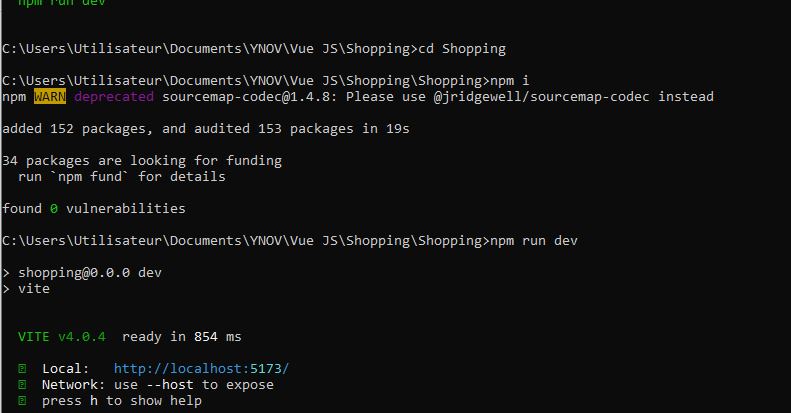 npm run dev
C:\Users\Utilisateur\Documents\YNOV\Vue JS\Shopping>cd Shopping
C:\Users\Utilisateur\Documents\YNOV\Vue JS\Shopping\Shopping>npm i
npm WARN deprecated sourcemap-codec@1.4.8: Please use @jridgewell/sourcemap-codec instead
added 152 packages, and audited 153 packages in 19s
34 packages are looking for funding
  run `npm fund` for details
found 0 vulnerabilities
C:\Users\Utilisateur\Documents\YNOV\Vue JS\Shopping\Shopping>npm run dev
> shopping@0.0.0 dev
> vite
  VITE v4.0.4  ready in 854 ms
  Local:   http://localhost:5173/
  Network: use --host to expose
  press h to show help